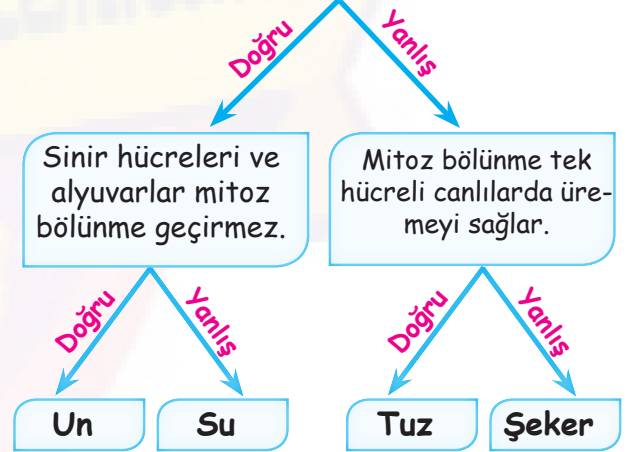 Doğru
Yanlış
Sinir hücreleri ve
alyuvarlar mitoz
bölünme geçirmez.
Mitoz bölünme tek
hücreli canlılarda üre-
meyi sağlar.
Doğru
Yanlış
Doğru
Yanlış
Un
Su
Tuz
Şeker